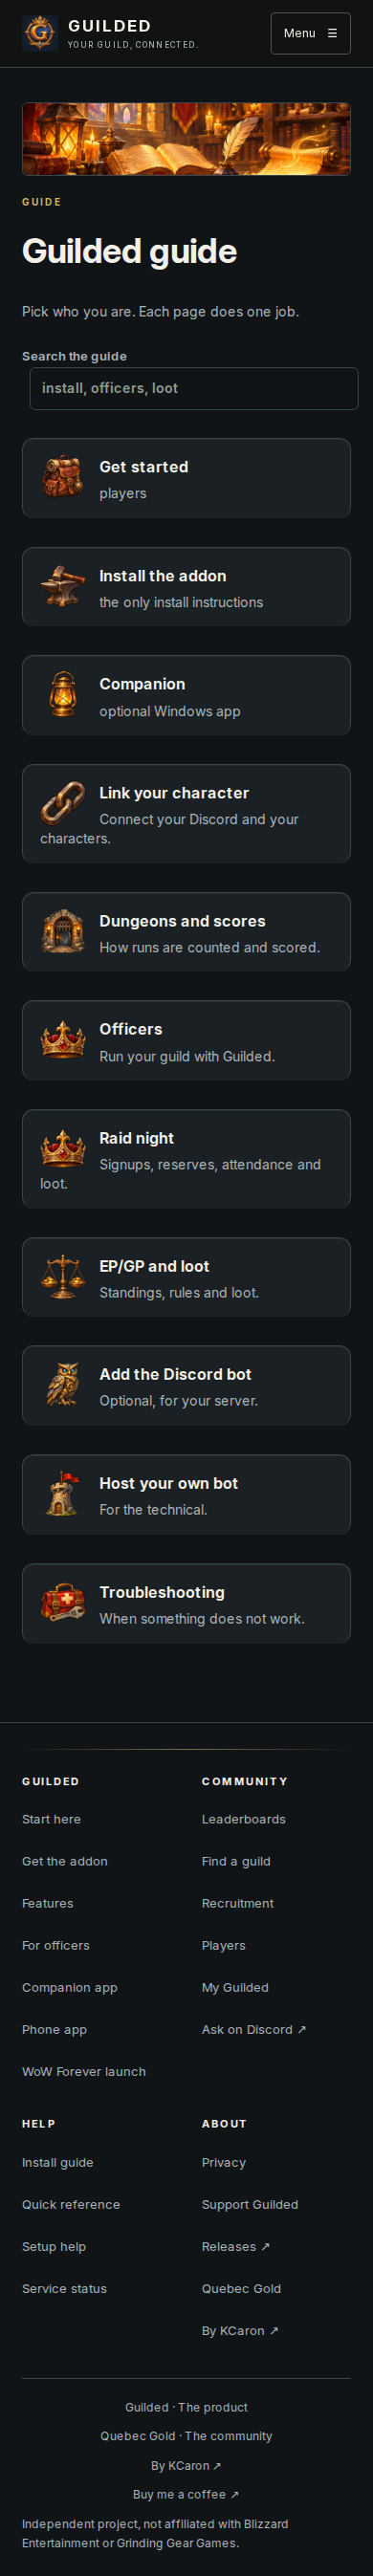 GUILDED
YOUR GUILD, CONNECTED.
Menu ☰
GUIDE
Guilded guide
Pick who you are. Each page does one job.
Search the guide
install, officers, loot
Get started
players
Install the addon
the only install instructions
Companion
optional Windows app
Link your character
Connect your Discord and your
characters.
Dungeons and scores
How runs are counted and scored.
Officers
Run your guild with Guilded.
Raid night
Signups, reserves, attendance and
loot.
EP/GP and loot
Standings, rules and loot.
Add the Discord bot
Optional, for your server.
Host your own bot
For the technical.
Troubleshooting
When something does not work.
GUILDED
Start here
Get the addon
Features
For officers
Companion app
Phone app
WoW Forever launch
COMMUNITY
Leaderboards
Find a guild
Recruitment
Players
My Guilded
Ask on Discord ↗
HELP
Install guide
Quick reference
Setup help
Service status
ABOUT
Privacy
Support Guilded
Releases ↗
Quebec Gold
By KCaron ↗
Guilded · The product
Quebec Gold · The community
By KCaron ↗
Buy me a coffee ↗
Independent project, not affiliated with Blizzard
Entertainment or Grinding Gear Games.